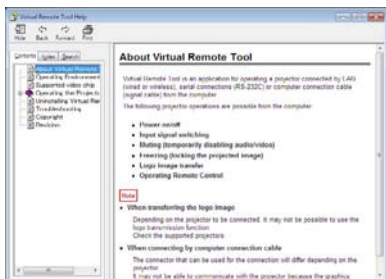 Virtual Remote Tool Help
Hide Back Forward Print
Contents Index Search
About Virtual Remote
Operating Environment
Supported video chip
Operating the Projecto
Uninstalling Virtual Rer
Troubleshooting
Copyright
Revision
About Virtual Remote Tool
Virtual Remote Tool is an application for operating a projector connected by LAN
(wired or wireless), serial connections (RS-232C) or computer connection cable
(signal cable) from the computer.
The following projector operations are possible from the computer.
• Power on/off
• Input signal switching
• Muting (temporarily disabling audio/video)
• Freezing (locking the projected image)
• Logo image transfer
• Operating Remote Control
Note
• When transferring the logo image
Depending on the projector to be connected, it may not be possible to use the
logo transmission function.
Check the supported projectors.
• When connecting by computer connection cable
The connector that can be used for the connection will differ depending on the
projector.
It may not be able to communicate with the projector because the graphics